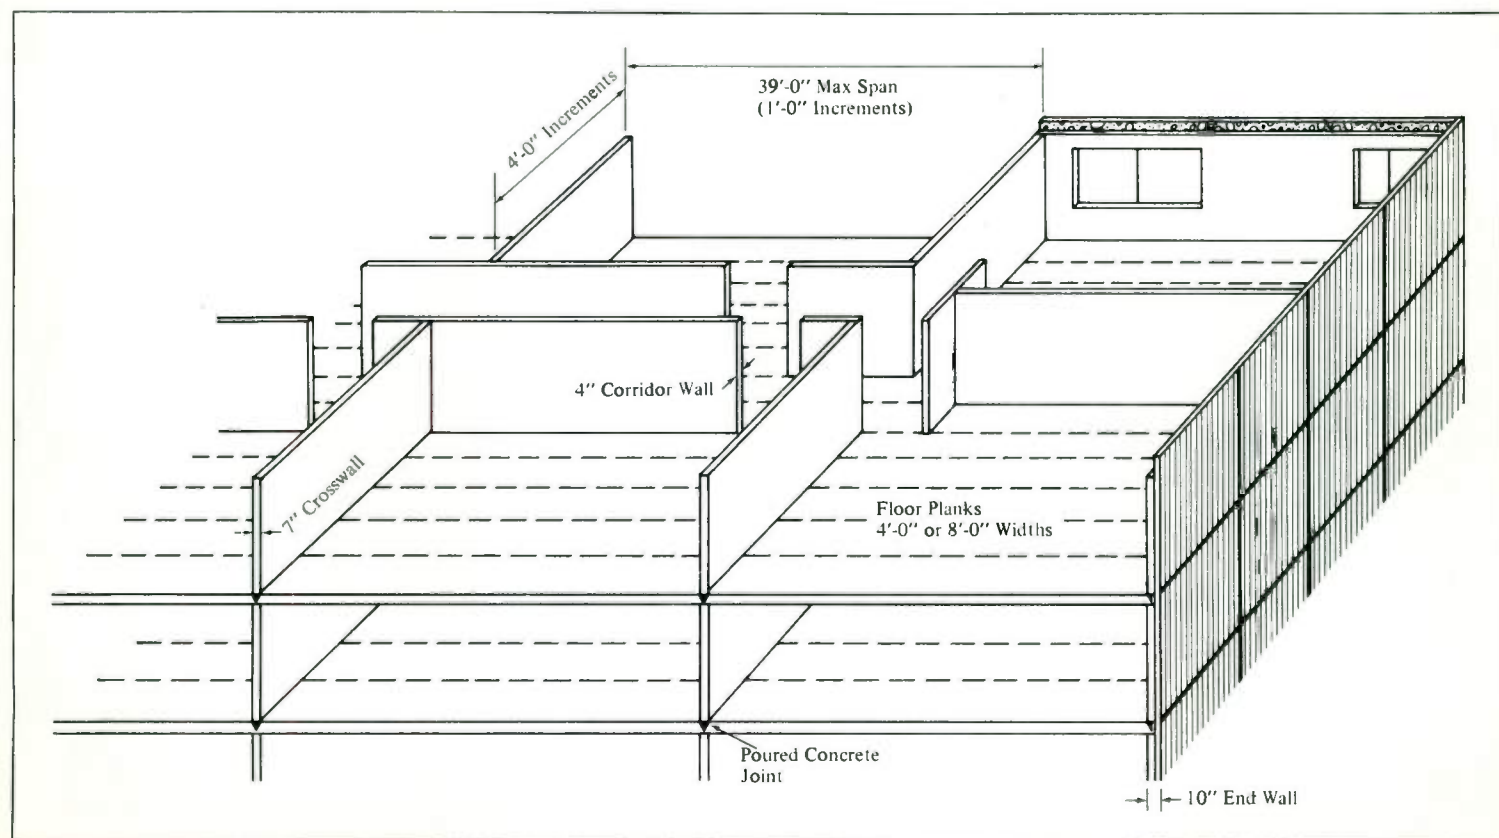 39'-0" Max Span
(1'-0" Increments)
4'-0" Increments
4" Corridor Wall
7" Crosswall
Floor Planks
4'-0" or 8'-0" Widths
Poured Concrete
Joint
10" End Wall